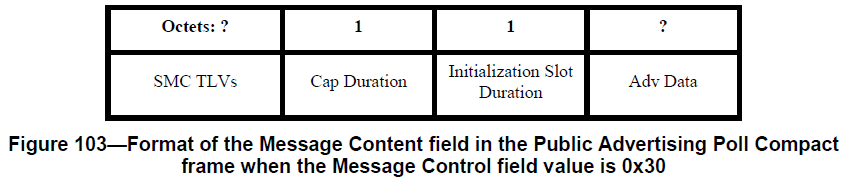 Octets: ? 1 1 ?
SMC TLVs Cap Duration Initialization Slot Duration Adv Data
Figure 103—Format of the Message Content field in the Public Advertising Poll Compact
frame when the Message Control field value is 0x30